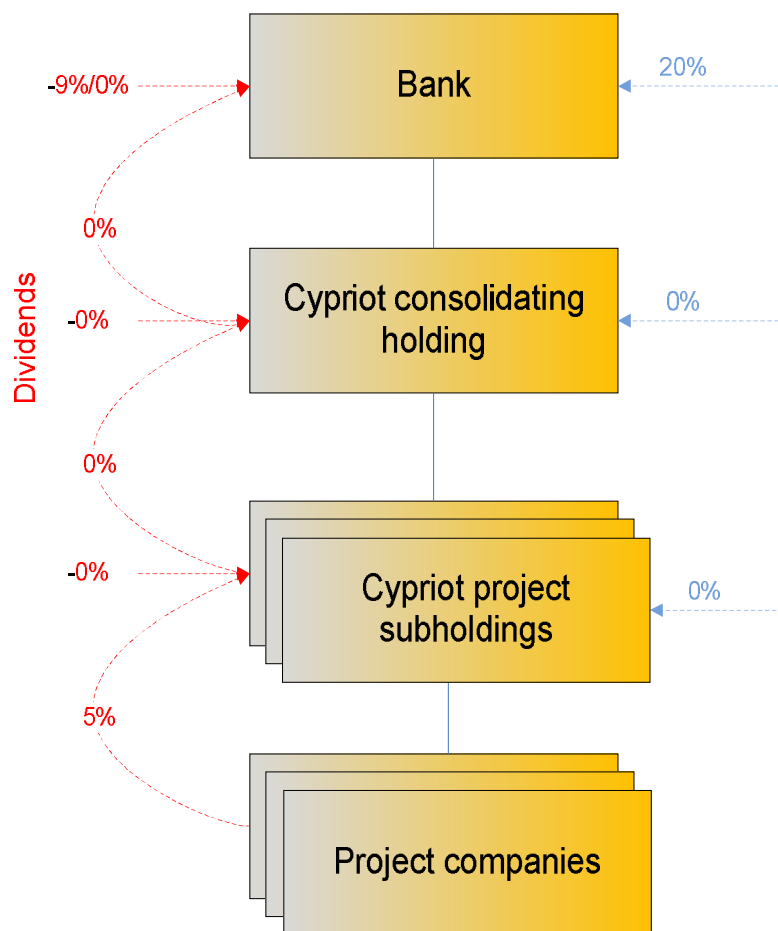 -9%/0%
Bank
20%
0%
Dividends
-0%
Cypriot consolidating
holding
0%
0%
-0%
Cypriot project
subholdings
0%
5%
Project companies